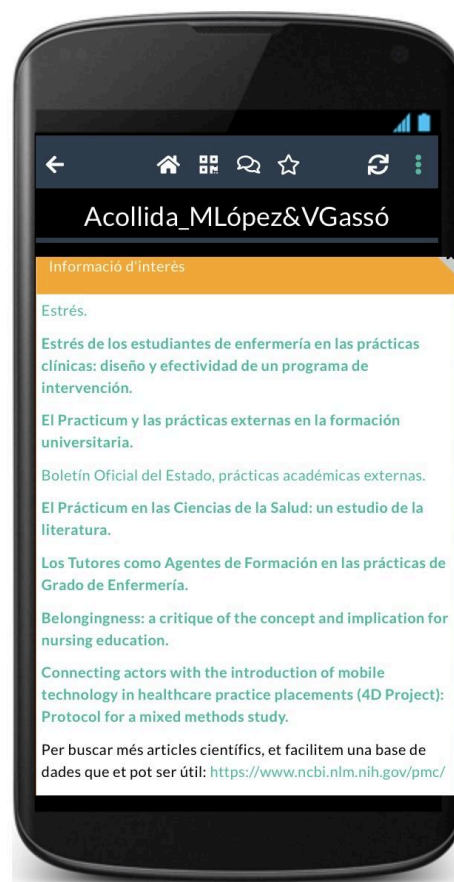 Acollida_MLópez&VGassó
Informació d'interès
Estrés.
Estrés de los estudiantes de enfermería en las prácticas
clínicas: diseño y efectividad de un programa de
intervención.
El Practicum y las prácticas externas en la formación
universitaria.
Boletín Oficial del Estado, prácticas académicas externas.
El Prácticum en las Ciencias de la Salud: un estudio de la
literatura.
Los Tutores como Agentes de Formación en las prácticas de
Grado de Enfermería.
Belongingness: a critique of the concept and implication for
nursing education.
Connecting actors with the introduction of mobile
technology in healthcare practice placements (4D Project):
Protocol for a mixed methods study.
Per buscar més articles científics, et facilitem una base de
dades que et pot ser útil: https://www.ncbi.nlm.nih.gov/pmc/